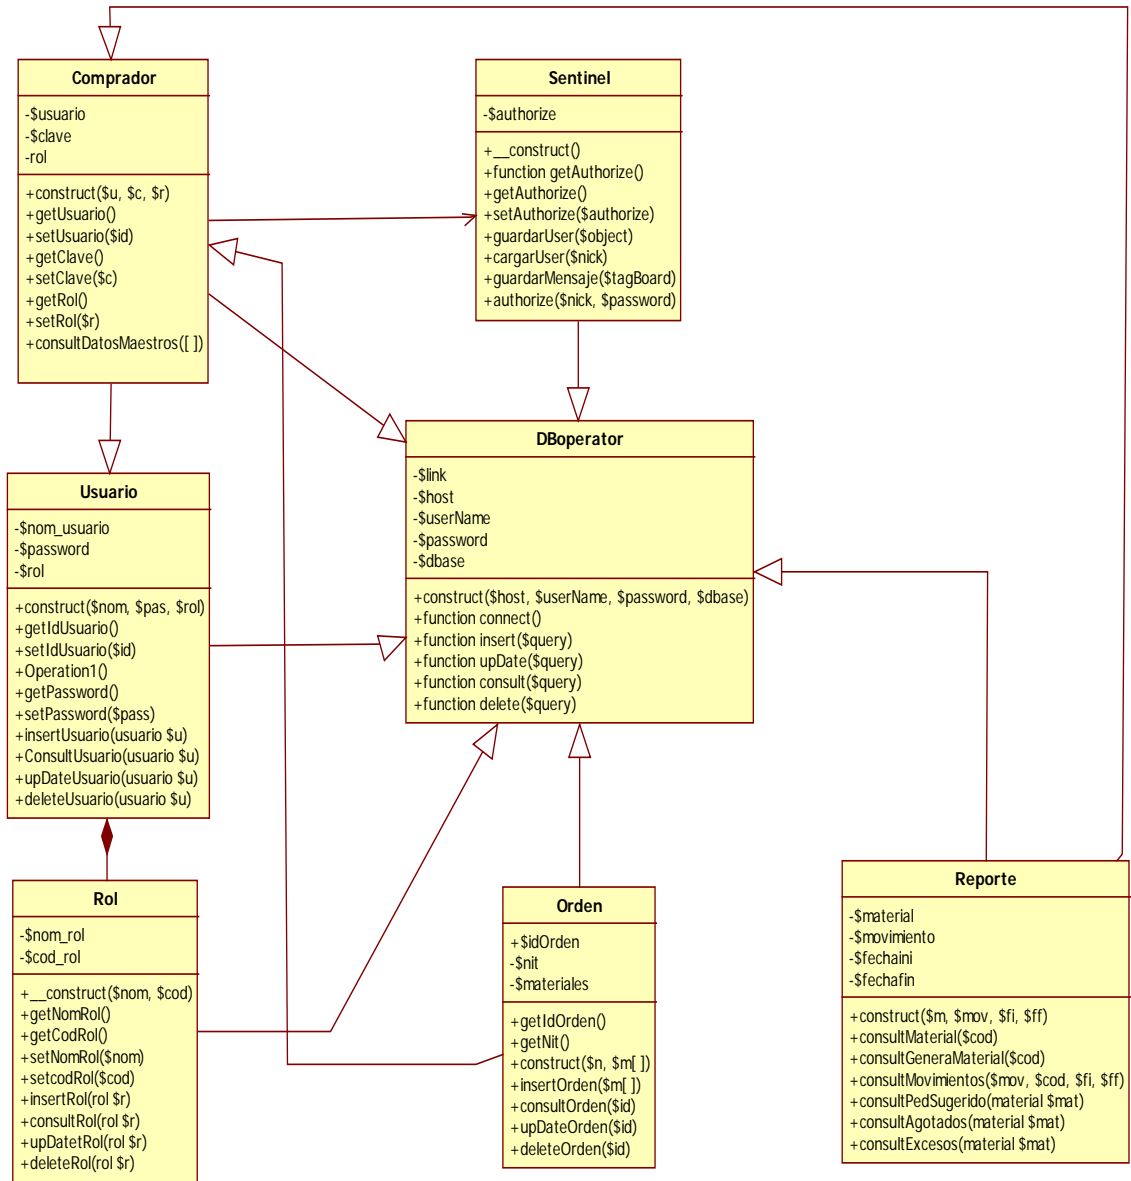 Comprador
-$usuario
-$clave
-rol
+construct($u, $c, $r)
+getUsuario()
+setUsuario($id)
+getClave()
+setClave($c)
+getRol()
+setRol($r)
+consultDatosMaestros([ ])
Sentinel
-$authorize
+__construct()
+function getAuthorize()
+getAuthorize()
+setAuthorize($authorize)
+guardarUser($object)
+cargarUser($nick)
+guardarMensaje($tagBoard)
+authorize($nick, $password)
DBoperator
-$link
-$host
-$userName
-$password
-$dbase
+construct($host, $userName, $password, $dbase)
+function connect()
+function insert($query)
+function upDate($query)
+function consult($query)
+function delete($query)
Usuario
-$nom_usuario
-$password
-$rol
+construct($nom, $pas, $rol)
+getIdUsuario()
+setIdUsuario($id)
+Operation1()
+getPassword()
+setPassword($pass)
+insertUsuario(usuario $u)
+ConsultUsuario(usuario $u)
+upDateUsuario(usuario $u)
+deleteUsuario(usuario $u)
Rol
-$nom_rol
-$cod_rol
+__construct($nom, $cod)
+getNomRol()
+getCodRol()
+setNomRol($nom)
+setcodRol($cod)
+insertRol(rol $r)
+consultRol(rol $r)
+upDatetRol(rol $r)
+deleteRol(rol $r)
Orden
+$idOrden
-$nit
-$materiales
+getIdOrden()
+getNit()
+construct($n, $m[ ])
+insertOrden($m[ ])
+consultOrden($id)
+upDateOrden($id)
+deleteOrden($id)
Reporte
-$material
-$movimiento
-$fechaini
-$fechafin
+construct($m, $mov, $fi, $ff)
+consultMaterial($cod)
+consultGeneraMaterial($cod)
+consultMovimientos($mov, $cod, $fi, $ff)
+consultPedSugerido(material $mat)
+consultAgotados(material $mat)
+consultExcesos(material $mat)